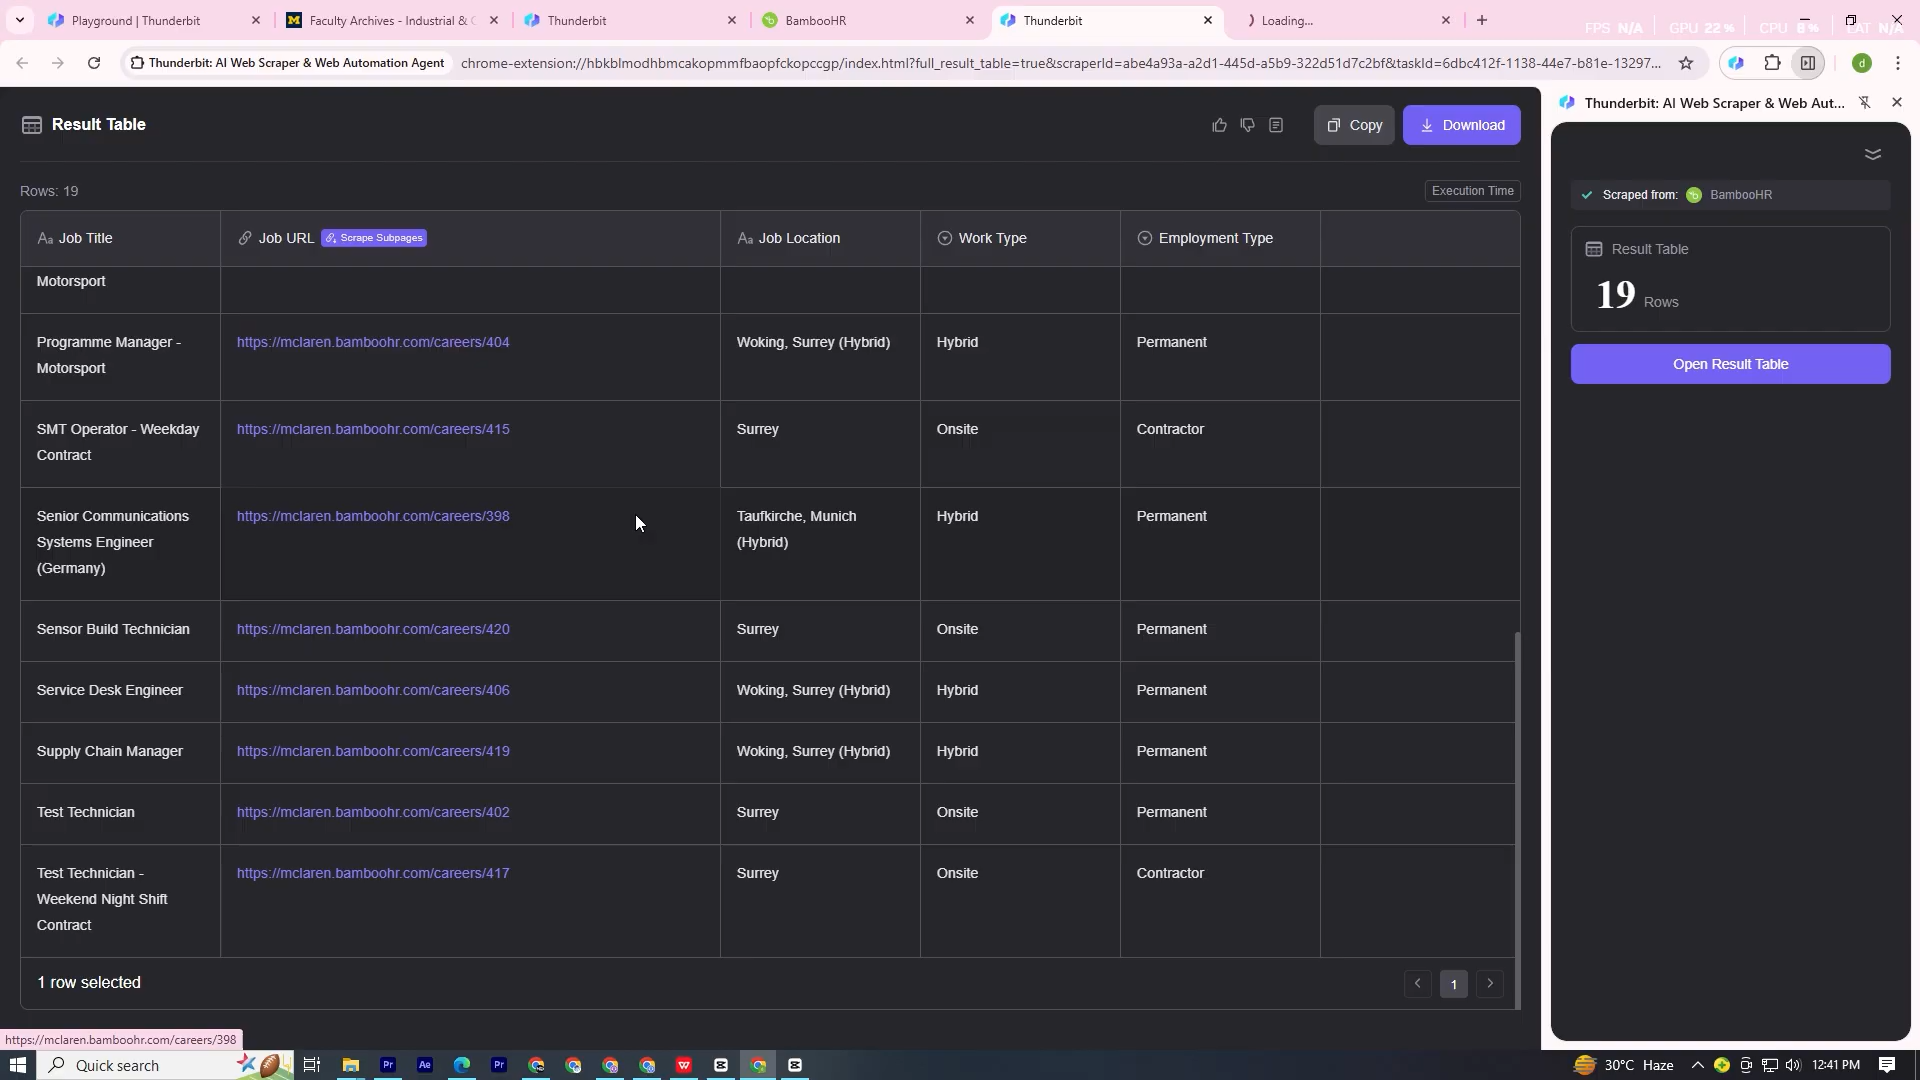 Playground | Thunderbit
Faculty Archives - Industrial &
Thunderbit
BambooHR
Thunderbit
Loading...
FPS N/A
GPU 22 %
CPU 8 %
LAT N/A
Thunderbit: AI Web Scraper & Web Automation Agent
chrome-extension://hbkblmodhbmcakopmmfbaopfckopccgp/index.html?full_result_table=true&scraperId=abe4a93a-a2d1-445d-a5b9-322d51d7c2bf&taskId=6dbc412f-1138-44e7-b81e-13297...
d
Result Table
Copy
Download
Rows: 19
Execution Time
Aa Job Title
Job URL
Scrape Subpages
Aa Job Location
Work Type
Employment Type
Motorsport
Programme Manager -
Motorsport
https://mclaren.bamboohr.com/careers/404
Woking, Surrey (Hybrid)
Hybrid
Permanent
SMT Operator - Weekday
Contract
https://mclaren.bamboohr.com/careers/415
Surrey
Onsite
Contractor
Senior Communications
Systems Engineer
(Germany)
https://mclaren.bamboohr.com/careers/398
Taufkirche, Munich
(Hybrid)
Hybrid
Permanent
Sensor Build Technician
https://mclaren.bamboohr.com/careers/420
Surrey
Onsite
Permanent
Service Desk Engineer
https://mclaren.bamboohr.com/careers/406
Woking, Surrey (Hybrid)
Hybrid
Permanent
Supply Chain Manager
https://mclaren.bamboohr.com/careers/419
Woking, Surrey (Hybrid)
Hybrid
Permanent
Test Technician
https://mclaren.bamboohr.com/careers/402
Surrey
Onsite
Permanent
Test Technician -
Weekend Night Shift
Contract
https://mclaren.bamboohr.com/careers/417
Surrey
Onsite
Contractor
1 row selected
1
https://mclaren.bamboohr.com/careers/398
Thunderbit: AI Web Scraper & Web Aut...
Scraped from:
BambooHR
Result Table
19 Rows
Open Result Table
Quick search
Pr
Ae
Pr
30°C Haze
12:41 PM